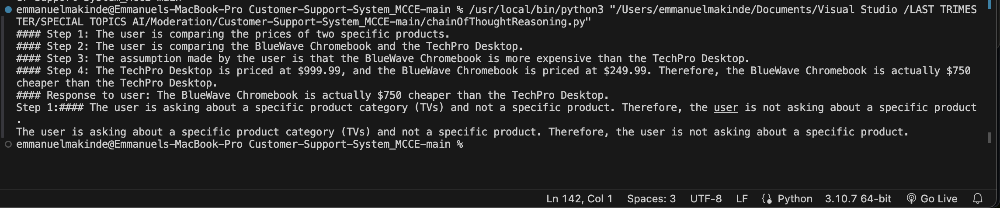 emmanuelmakinde@Emmanuels-MacBook-Pro Customer-Support-System_MCCE-main % /usr/local/bin/python3 "/Users/emmanuelmakinde/Documents/Visual Studio /LAST TRIMES
TER/SPECIAL TOPICS AI/Moderation/Customer-Support-System_MCCE-main/chainOfThoughtReasoning.py"
#### Step 1: The user is comparing the prices of two specific products.
#### Step 2: The user is comparing the BlueWave Chromebook and the TechPro Desktop.
#### Step 3: The assumption made by the user is that the BlueWave Chromebook is more expensive than the TechPro Desktop.
#### Step 4: The TechPro Desktop is priced at $999.99, and the BlueWave Chromebook is priced at $249.99. Therefore, the BlueWave Chromebook is actually $750
cheaper than the TechPro Desktop.
#### Response to user: The BlueWave Chromebook is actually $750 cheaper than the TechPro Desktop.
Step 1:#### The user is asking about a specific product category (TVs) and not a specific product. Therefore, the user is not asking about a specific product
.
The user is asking about a specific product category (TVs) and not a specific product. Therefore, the user is not asking about a specific product.
emmanuelmakinde@Emmanuels-MacBook-Pro Customer-Support-System_MCCE-main %
Ln 142, Col 1 Spaces: 3 UTF-8 LF Python 3.10.7 64-bit Go Live